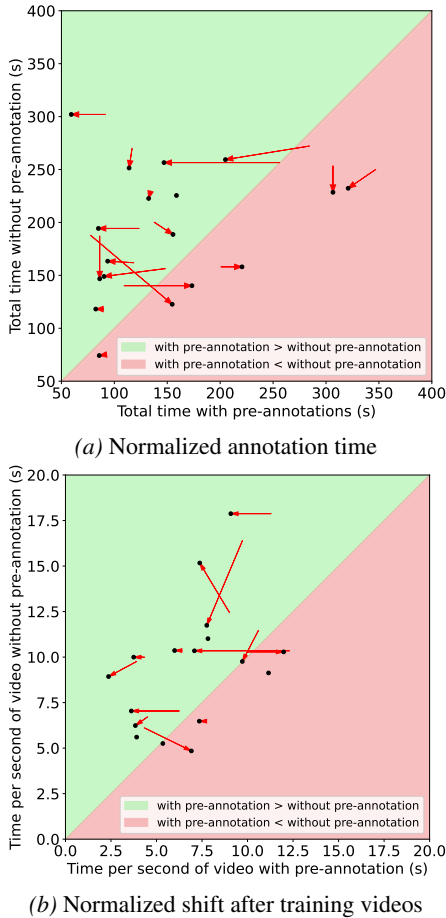 400
350
300
250
200
150
100
50
Total time without pre-annotation (s)
with pre-annotation > without pre-annotation
with pre-annotation < without pre-annotation
50 100 150 200 250 300 350 400
Total time with pre-annotations (s)
(a) Normalized annotation time
20.0
17.5
15.0
12.5
10.0
7.5
5.0
2.5
0.0
Time per second of video without pre-annotation (s)
with pre-annotation > without pre-annotation
with pre-annotation < without pre-annotation
0.0 2.5 5.0 7.5 10.0 12.5 15.0 17.5 20.0
Time per second of video with pre-annotation (s)
(b) Normalized shift after training videos